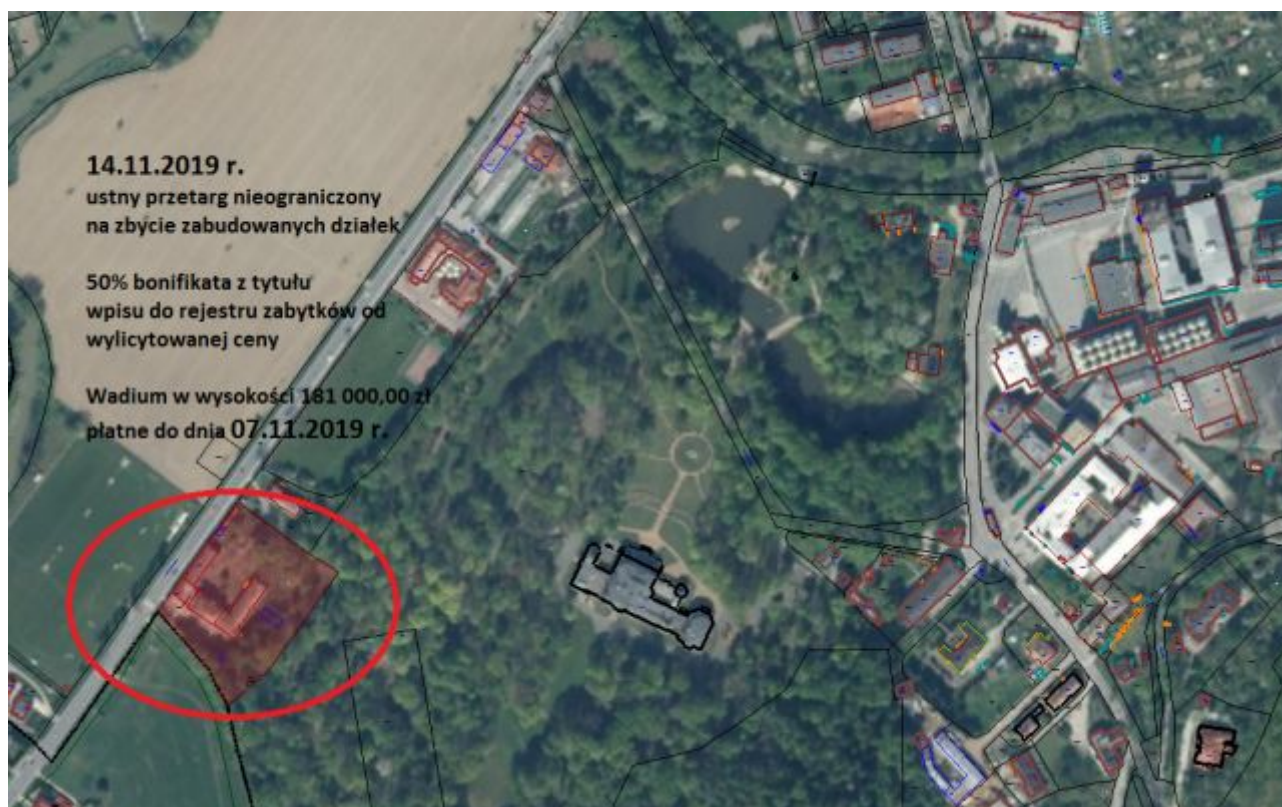 14.11.2019 r.
ustny przetarg nieograniczony
na zbycie zabudowanych działek
50% bonifikata z tytułu
wpisu do rejestru zabytków od
wylicytowanej ceny
Wadium w wysokości 181 000,00 zł
płatne do dnia 07.11.2019 r.